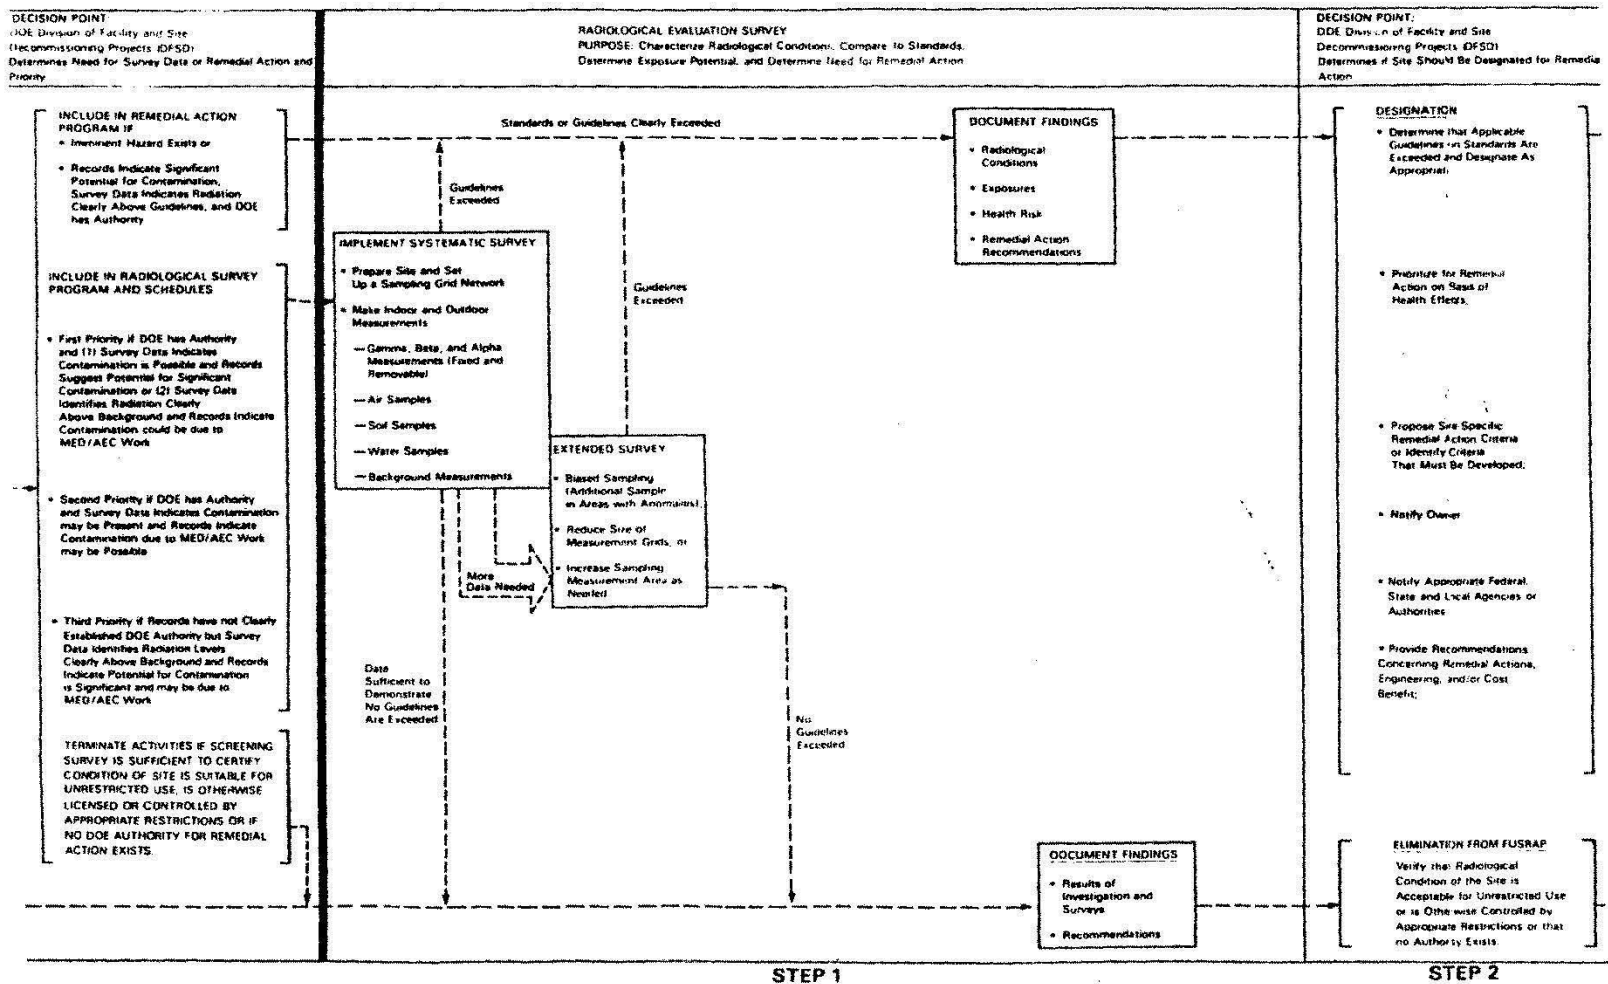 DECISION POINT:
DOE Division of Facility and Site
Decommissioning Projects (DFSD)
Determines Need for Survey Data or Remedial Action and
Priority
RADIOLOGICAL EVALUATION SURVEY
PURPOSE: Characterize Radiological Conditions, Compare to Standards,
Determine Exposure Potential, and Determine Need for Remedial Action
DECISION POINT:
DOE Division of Facility and Site
Decommissioning Projects (DFSD)
Determines if Site Should Be Designated for Remedia
Action
INCLUDE IN REMEDIAL ACTION
PROGRAM IF
• Imminent Hazard Exists or
• Records Indicate Significant
Potential for Contamination,
Survey Data Indicates Radiation
Clearly Above Guidelines, and DOE
has Authority
INCLUDE IN RADIOLOGICAL SURVEY
PROGRAM AND SCHEDULES
• First Priority if DOE has Authority
and (1) Survey Data Indicates
Contamination is Possible and Records
Suggest Potential for Significant
Contamination or (2) Survey Data
Identifies Radiation Clearly
Above Background and Records Indicate
Contamination could be due to
MED/AEC Work
• Second Priority if DOE has Authority
and Survey Data Indicates Contamination
may be Present and Records Indicate
Contamination due to MED/AEC Work
may be Possible
• Third Priority if Records have not Clearly
Established DOE Authority but Survey
Data Identifies Radiation Levels
Clearly Above Background and Records
Indicate Potential for Contamination
is Significant and may be due to
MED/AEC Work
TERMINATE ACTIVITIES IF SCREENING
SURVEY IS SUFFICIENT TO CERTIFY
CONDITION OF SITE IS SUITABLE FOR
UNRESTRICTED USE, IS OTHERWISE
LICENSED OR CONTROLLED BY
APPROPRIATE RESTRICTIONS OR IF
NO DOE AUTHORITY FOR REMEDIAL
ACTION EXISTS.
Standards or Guidelines Clearly Exceeded
Guidelines
Exceeded
IMPLEMENT SYSTEMATIC SURVEY
• Prepare Site and Set
Up a Sampling Grid Network
• Make Indoor and Outdoor
Measurements
— Gamma, Beta, and Alpha
Measurements (Fixed and
Removable)
— Air Samples
— Soil Samples
— Water Samples
— Background Measurements
Guidelines
Exceeded
EXTENDED SURVEY
• Biased Sampling
(Additional Sample
in Areas with Anomalies),
• Reduce Size of
Measurement Grids, or
• Increase Sampling
Measurement Area as
Needed
More
Data Needed
Data
Sufficient to
Demonstrate
No Guidelines
Are Exceeded
No
Guidelines
Exceeded
DOCUMENT FINDINGS
• Radiological
Conditions
• Exposures
• Health Risk
• Remedial Action
Recommendations
DOCUMENT FINDINGS
• Results of
Investigation and
Surveys
• Recommendations
DESIGNATION
• Determine that Applicable
Guidelines or Standards Are
Exceeded and Designate As
Appropriate
• Prioritize for Remedial
Action on Basis of
Health Effects,
• Propose Site Specific
Remedial Action Criteria
or Identify Criteria
That Must Be Developed,
• Notify Owner
• Notify Appropriate Federal,
State and Local Agencies or
Authorities
• Provide Recommendations
Concerning Remedial Actions,
Engineering, and/or Cost
Benefit;
ELIMINATION FROM FUSRAP
Verify that Radiological
Condition of the Site is
Acceptable for Unrestricted Use
or is Otherwise Controlled by
Appropriate Restrictions or that
no Authority Exists.
STEP 1
STEP 2